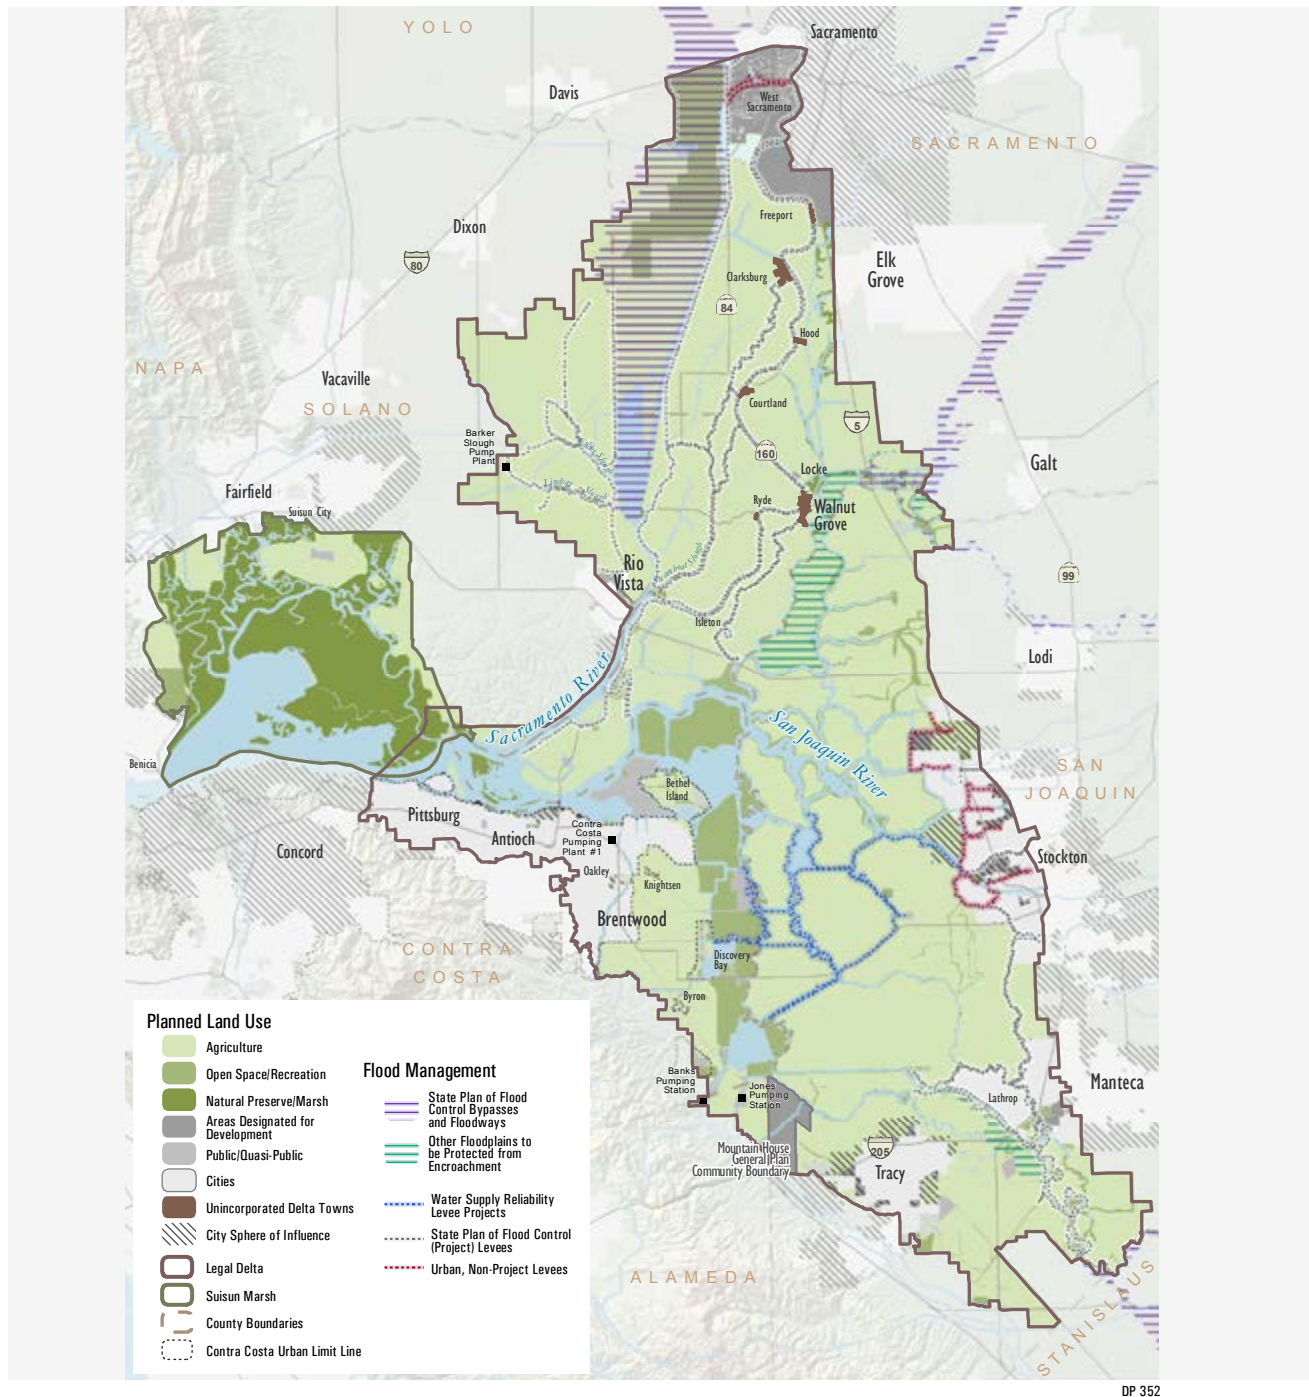 YOLO
Sacramento
Davis
West
Sacramento
SACRAMENTO
Freeport
Dixon
80
Elk
Grove
Clarksburg
84
Hood
NAPA
Vacaville
SOLANO
Courtland
5
Barker
Slough
Pump
Plant
Cache Slough
160
Locke
Galt
Lindsey Slough
Fairfield
Suisun City
Ryde
Walnut
Grove
Rio
Vista
Steamboat Slough
99
Isleton
Lodi
Sacramento River
San Joaquin River
Benicia
SAN
JOAQUIN
Bethel
Island
Pittsburg
Antioch
Contra
Costa
Pumping
Plant #1
Concord
Stockton
Oakley
Knightsen
Brentwood
CONTRA
COSTA
Discovery
Bay
Byron
Banks
Pumping
Station
Jones
Pumping
Station
Manteca
Lathrop
Mountain House
General Plan
Community Boundary
205
Tracy
ALAMEDA
STANISLAUS
Planned Land Use
Agriculture
Open Space/Recreation
Natural Preserve/Marsh
Areas Designated for
Development
Public/Quasi-Public
Cities
Unincorporated Delta Towns
City Sphere of Influence
Legal Delta
Suisun Marsh
County Boundaries
Contra Costa Urban Limit Line
Flood Management
State Plan of Flood
Control Bypasses
and Floodways
Other Floodplains to
be Protected from
Encroachment
Water Supply Reliability
Levee Projects
State Plan of Flood Control
(Project) Levees
Urban, Non-Project Levees
DP 352